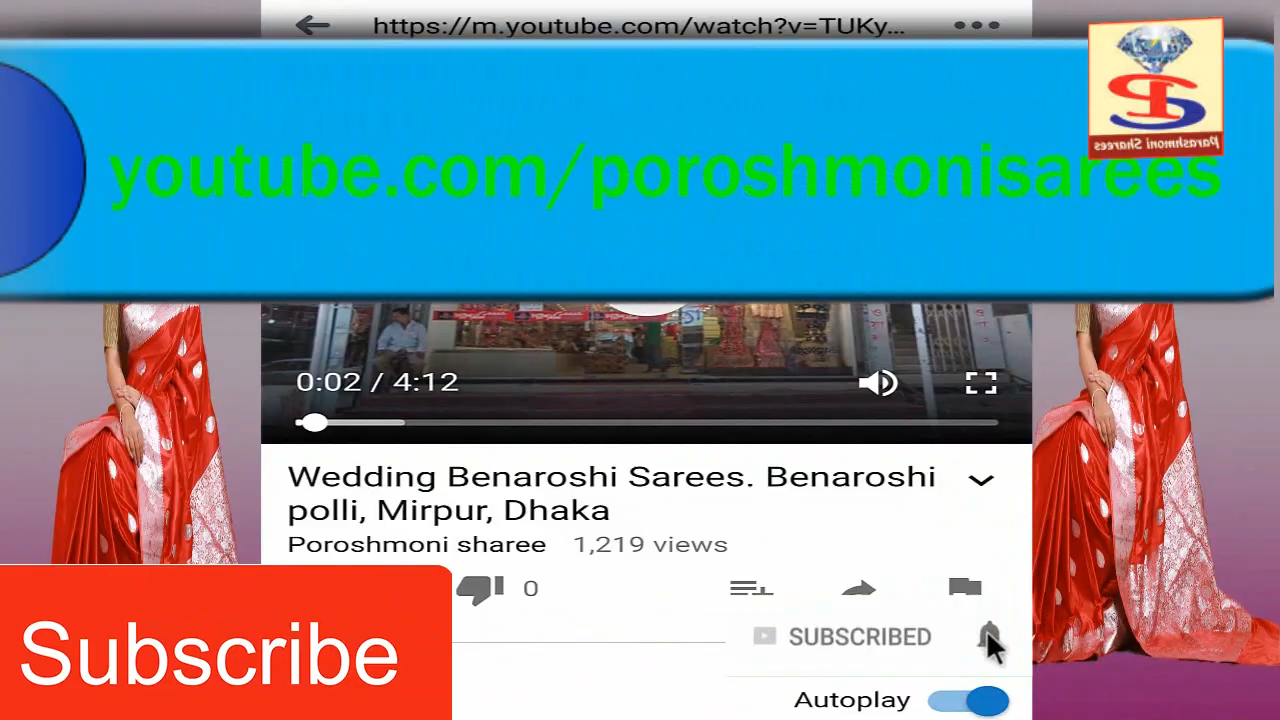 https://m.youtube.com/watch?v=TUKy...
Parashmoni Sharees
youtube.com/poroshmonisarees
0:02 / 4:12
Wedding Benaroshi Sarees. Benaroshi
polli, Mirpur, Dhaka
Poroshmoni sharee 1,219 views
0
SUBSCRIBED
Subscribe
Autoplay